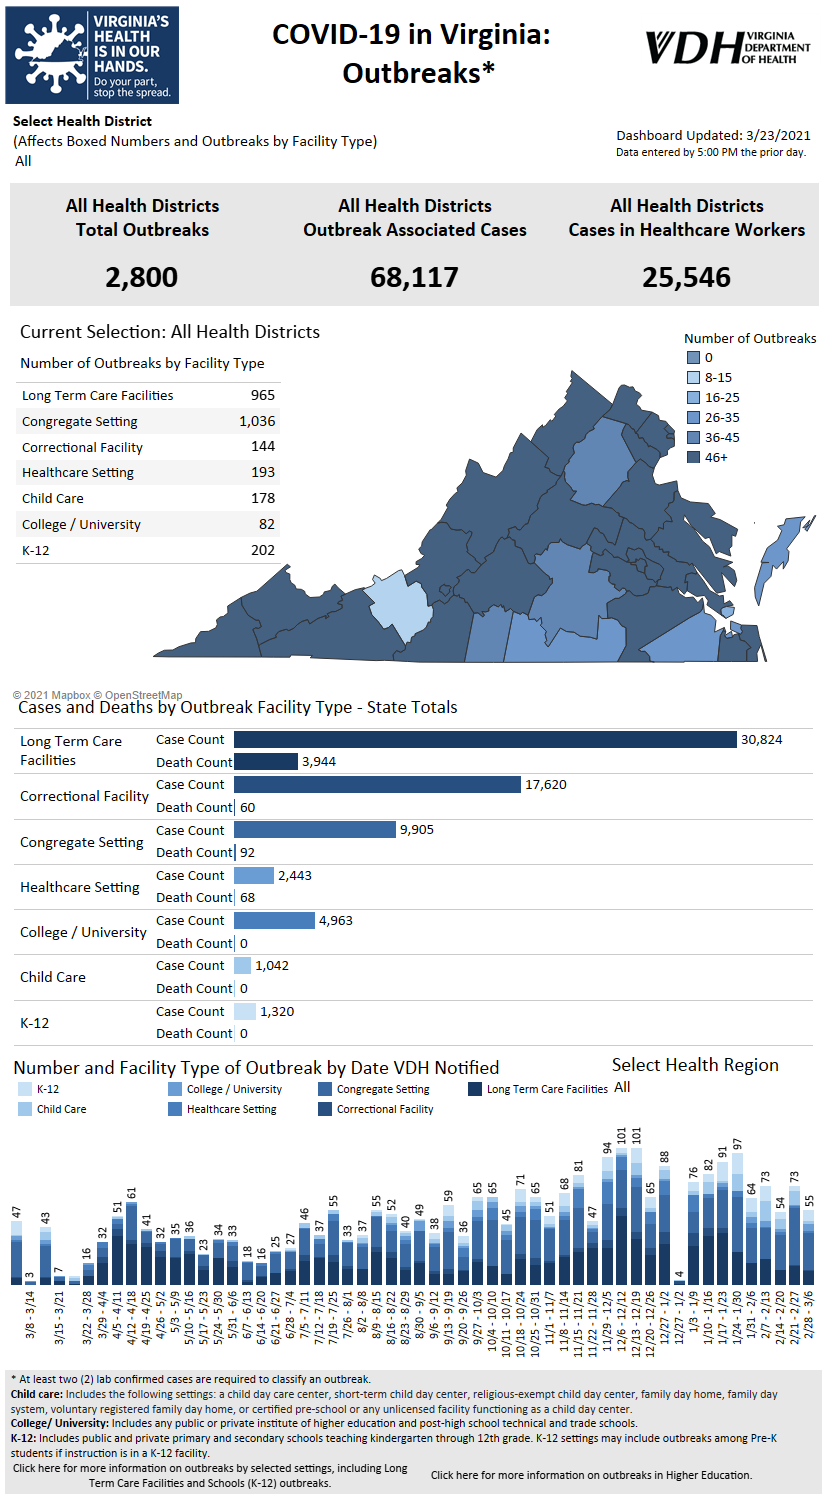 VIRGINIA'S
HEALTH
IS IN OUR
HANDS.
Do your part,
stop the spread.
COVID-19 in Virginia:
Outbreaks*
VDH VIRGINIA
DEPARTMENT
OF HEALTH
Select Health District
(Affects Boxed Numbers and Outbreaks by Facility Type)
All
Dashboard Updated: 3/23/2021
Data entered by 5:00 PM the prior day.
All Health Districts
Total Outbreaks
2,800
All Health Districts
Outbreak Associated Cases
68,117
All Health Districts
Cases in Healthcare Workers
25,546
Current Selection: All Health Districts
Number of Outbreaks by Facility Type
Long Term Care Facilities 965
Congregate Setting 1,036
Correctional Facility 144
Healthcare Setting 193
Child Care 178
College / University 82
K-12 202
Number of Outbreaks
0
8-15
16-25
26-35
36-45
46+
© 2021 Mapbox © OpenStreetMap
Cases and Deaths by Outbreak Facility Type - State Totals
Long Term Care
Facilities
Case Count 30,824
Death Count 3,944
Correctional Facility
Case Count 17,620
Death Count 60
Congregate Setting
Case Count 9,905
Death Count 92
Healthcare Setting
Case Count 2,443
Death Count 68
College / University
Case Count 4,963
Death Count 0
Child Care
Case Count 1,042
Death Count 0
K-12
Case Count 1,320
Death Count 0
Number and Facility Type of Outbreak by Date VDH Notified
Select Health Region
All
K-12
College / University
Congregate Setting
Long Term Care Facilities
Child Care
Healthcare Setting
Correctional Facility
47 3 43 7 16 32 51 61 41 32 35 36 23 34 33 18 16 25 27 46 37 55 33 37 55 52 40 49 38 59 36 65 65 45 71 65 51 68 81 47 94 101 101 65 88 4 76 82 91 97 64 73 54 73 55
3/8 - 3/14
3/15 - 3/21
3/22 - 3/28
3/29 - 4/4
4/5 - 4/11
4/12 - 4/18
4/19 - 4/25
4/26 - 5/2
5/3 - 5/9
5/10 - 5/16
5/17 - 5/23
5/24 - 5/30
5/31 - 6/6
6/7 - 6/13
6/14 - 6/20
6/21 - 6/27
6/28 - 7/4
7/5 - 7/11
7/12 - 7/18
7/19 - 7/25
7/26 - 8/1
8/2 - 8/8
8/9 - 8/15
8/16 - 8/22
8/23 - 8/29
8/30 - 9/5
9/6 - 9/12
9/13 - 9/19
9/20 - 9/26
9/27 - 10/3
10/4 - 10/10
10/11 - 10/17
10/18 - 10/24
10/25 - 10/31
11/1 - 11/7
11/8 - 11/14
11/15 - 11/21
11/22 - 11/28
11/29 - 12/5
12/6 - 12/12
12/13 - 12/19
12/20 - 12/26
12/27 - 1/2
12/27 - 1/2
1/3 - 1/9
1/10 - 1/16
1/17 - 1/23
1/24 - 1/30
1/31 - 2/6
2/7 - 2/13
2/14 - 2/20
2/21 - 2/27
2/28 - 3/6
* At least two (2) lab confirmed cases are required to classify an outbreak.
Child care: Includes the following settings: a child day care center, short-term child day center, religious-exempt child day center, family day home, family day
system, voluntary registered family day home, or certified pre-school or any unlicensed facility functioning as a child day center.
College/ University: Includes any public or private institute of higher education and post-high school technical and trade schools.
K-12: Includes public and private primary and secondary schools teaching kindergarten through 12th grade. K-12 settings may include outbreaks among Pre-K
students if instruction is in a K-12 facility.
Click here for more information on outbreaks by selected settings, including Long
Term Care Facilities and Schools (K-12) outbreaks.
Click here for more information on outbreaks in Higher Education.